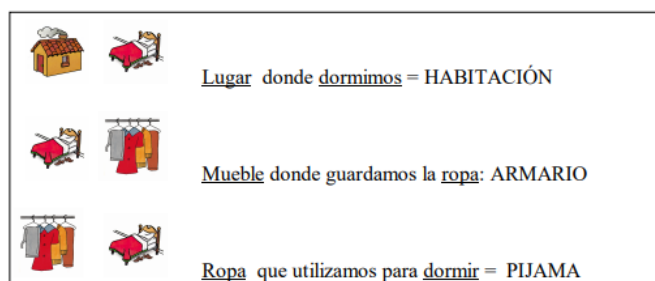 Lugar donde dormimos = HABITACIÓN
Mueble donde guardamos la ropa: ARMARIO
Ropa que utilizamos para dormir = PIJAMA